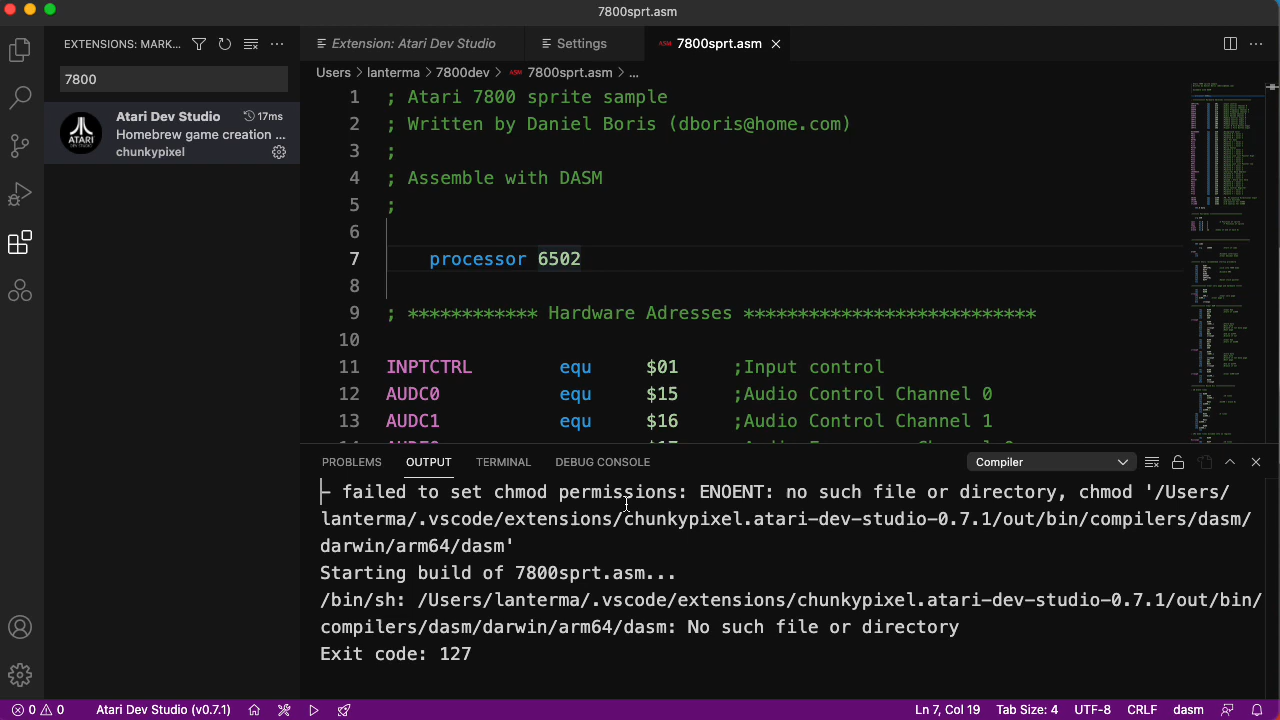 7800sprt.asm
EXTENSIONS: MARK...
7800
Atari Dev Studio 17ms
Homebrew game creation ...
chunkypixel
Extension: Atari Dev Studio
Settings
ASM 7800sprt.asm
Users > lanterma > 7800dev > ASM 7800sprt.asm > ...
1 ; Atari 7800 sprite sample
2 ; Written by Daniel Boris (dboris@home.com)
3 ;
4 ; Assemble with DASM
5 ;
6
7 processor 6502
8
9 ; ************ Hardware Adresses ***************************
10
11 INPTCTRL equ $01 ;Input control
12 AUDC0 equ $15 ;Audio Control Channel 0
13 AUDC1 equ $16 ;Audio Control Channel 1
PROBLEMS OUTPUT TERMINAL DEBUG CONSOLE
Compiler
- failed to set chmod permissions: ENOENT: no such file or directory, chmod '/Users/
lanterma/.vscode/extensions/chunkypixel.atari-dev-studio-0.7.1/out/bin/compilers/dasm/
darwin/arm64/dasm'
Starting build of 7800sprt.asm...
/bin/sh: /Users/lanterma/.vscode/extensions/chunkypixel.atari-dev-studio-0.7.1/out/bin/
compilers/dasm/darwin/arm64/dasm: No such file or directory
Exit code: 127
0 0 Atari Dev Studio (v0.7.1)
Ln 7, Col 19 Tab Size: 4 UTF-8 CRLF dasm